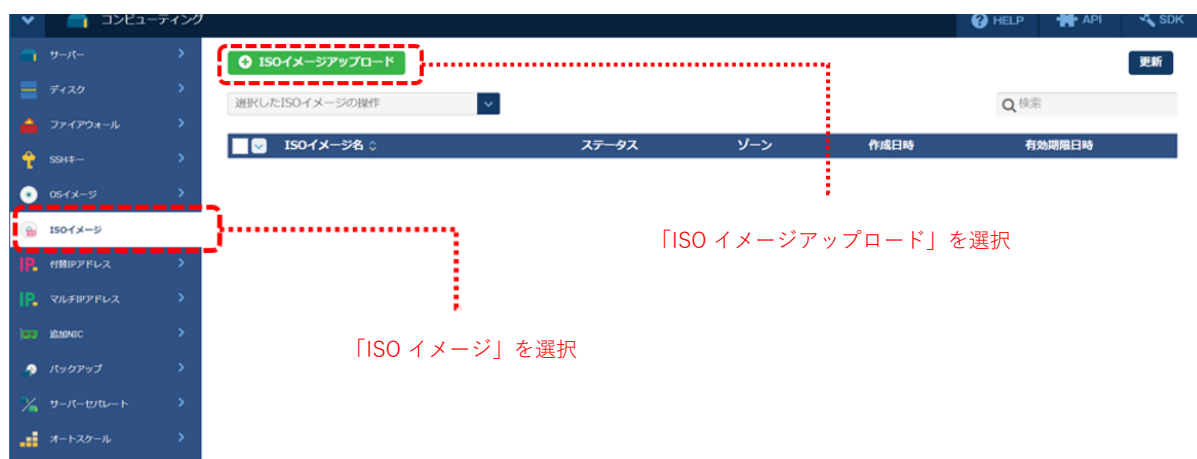 コンピューティング
HELP
API
SDK
サーバー
ディスク
ファイアウォール
SSHキー
OSイメージ
ISOイメージ
付替IPアドレス
マルチIPアドレス
追加NIC
バックアップ
サーバーセパレート
オートスケール
ISOイメージアップロード
更新
選択したISOイメージの操作
検索
ISOイメージ名 ステータス ゾーン 作成日時 有効期限日時
「ISO イメージアップロード」を選択
「ISO イメージ」を選択